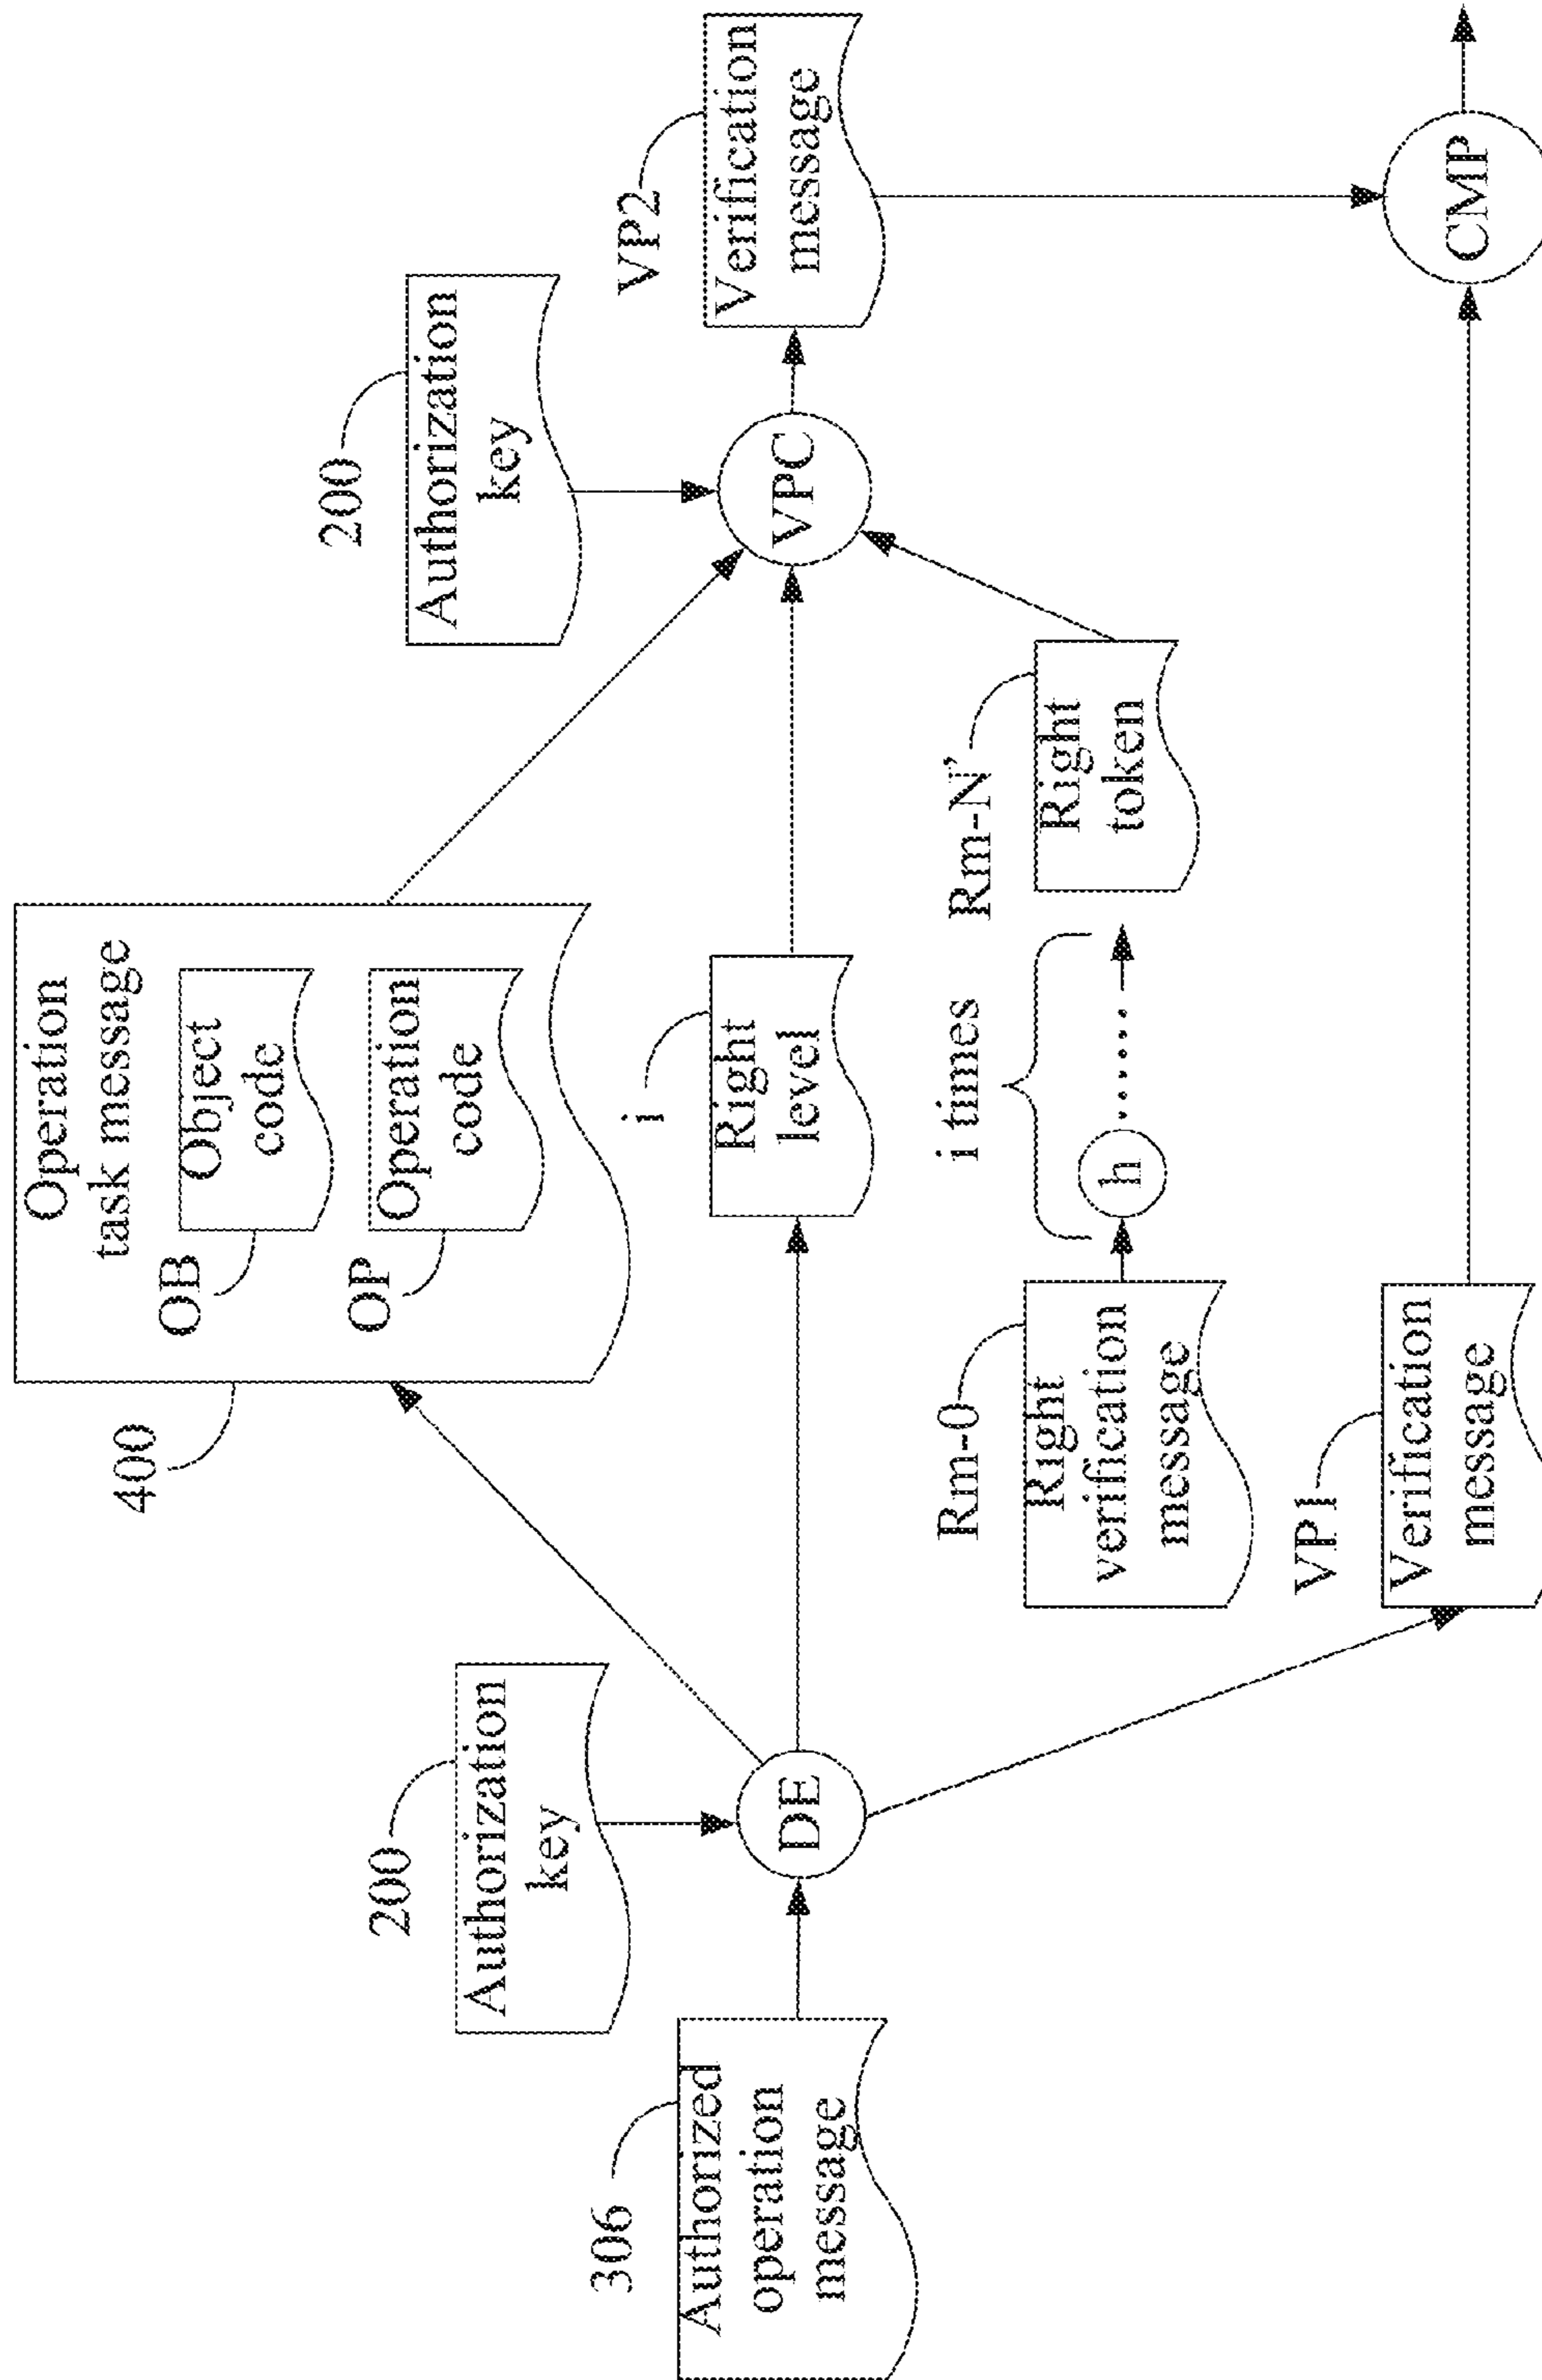 306
Authorized
operation
message
200
Authorization
key
DE
400
Operation
task message
OB
Object
code
OP
Operation
code
i
Right
level
Rm-0
Right
verification
message
i times
h
Rm-N'
Right
token
VP1
Verification
message
200
Authorization
key
VPC
VP2
Verification
message
CMP